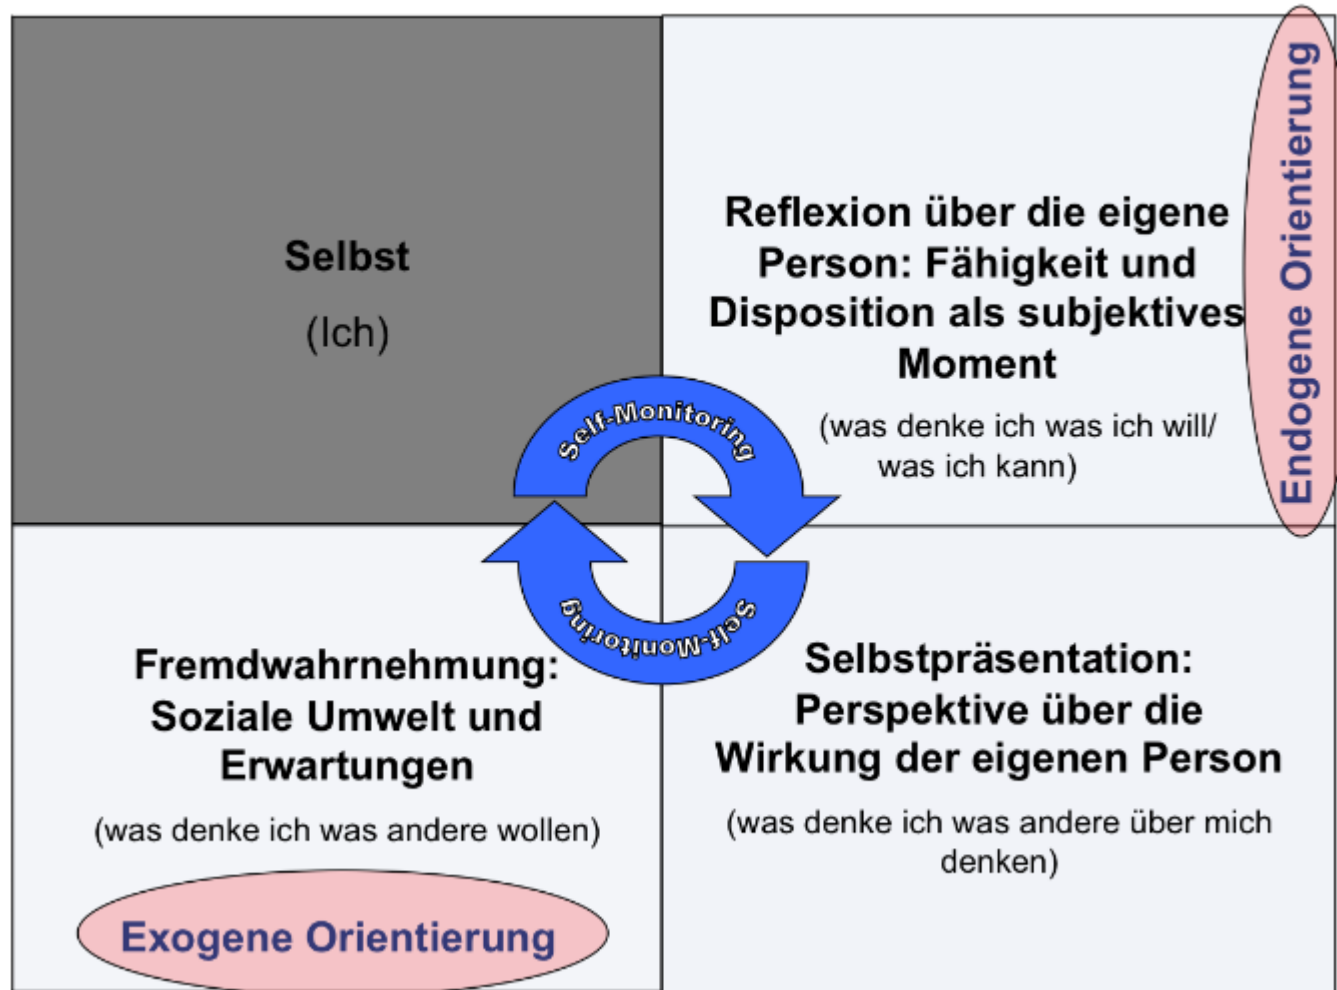 Selbst
(Ich)
Reflexion über die eigene
Person: Fähigkeit und
Disposition als subjektives
Moment
(was denke ich was ich will/
was ich kann)
Endogene Orientierung
Self-Monitoring
Self-Monitoring
Fremdwahrnehmung:
Soziale Umwelt und
Erwartungen
(was denke ich was andere wollen)
Exogene Orientierung
Selbstpräsentation:
Perspektive über die
Wirkung der eigenen Person
(was denke ich was andere über mich
denken)